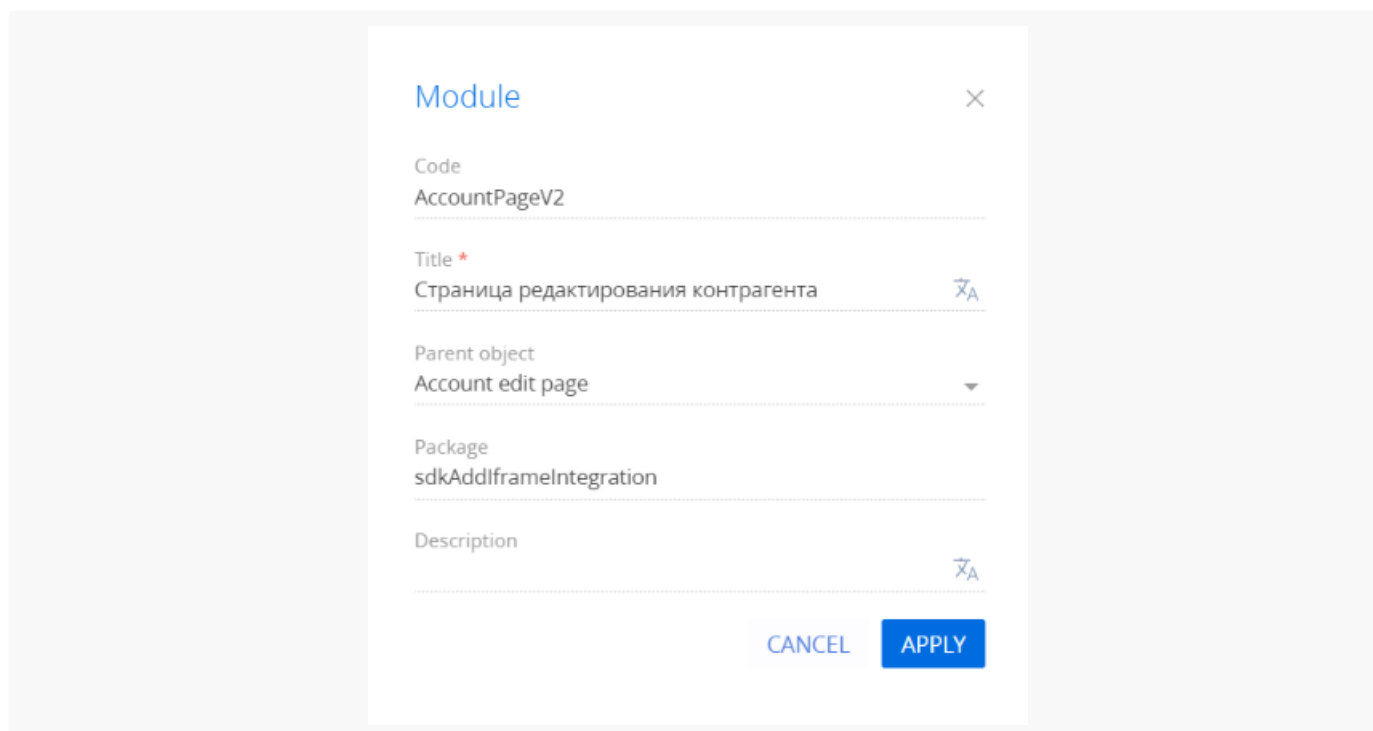 Module
Code
AccountPageV2
Title *
Страница редактирования контрагента
Parent object
Account edit page
Package
sdkAddIframeIntegration
Description
CANCEL APPLY